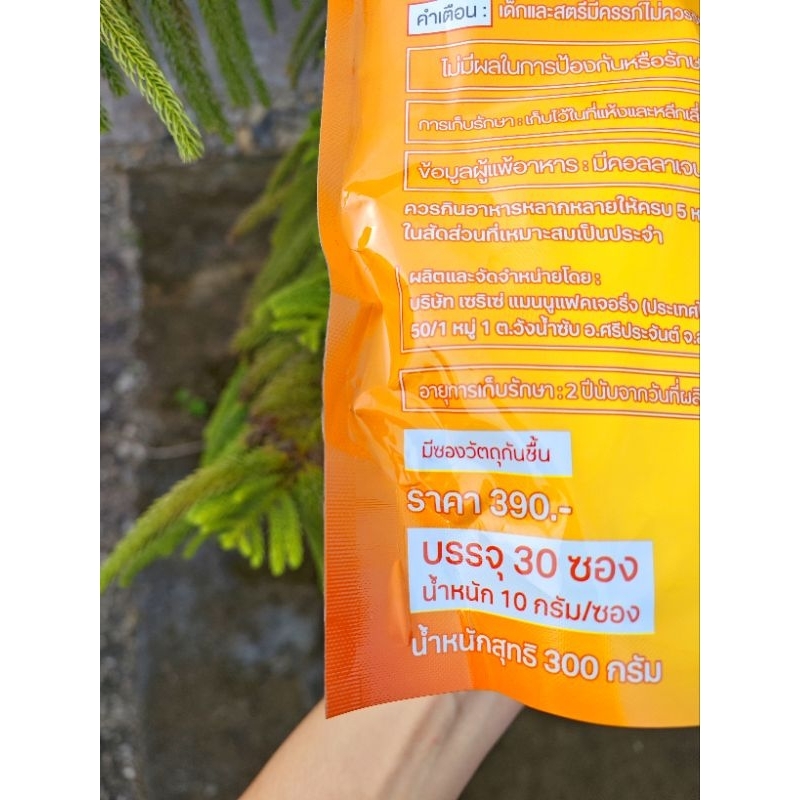 คำเตือน : เด็กและสตรีมีครรภ์ไม่ควร
ไม่มีผลในการป้องกันหรือรักษ
การเก็บรักษา : เก็บไว้ในที่แห้งและหลีกเลี่
ข้อมูลผู้แพ้อาหาร : มีคอลลาเจน
ควรกินอาหารหลากหลายให้ครบ 5 ห
ในสัดส่วนที่เหมาะสมเป็นประจำ
ผลิตและจัดจำหน่ายโดย :
บริษัท เซริเซ่ แมนนูแฟคเจอริ่ง (ประเทศ
50/1 หมู่ 1 ต.วังน้ำซับ อ.ศรีประจันต์ จ.ส
อายุการเก็บรักษา : 2 ปีนับจากวันที่ผลิ
มีซองวัตถุกันชื้น
ราคา 390.-
บรรจุ 30 ซอง
น้ำหนัก 10 กรัม/ซอง
น้ำหนักสุทธิ 300 กรัม